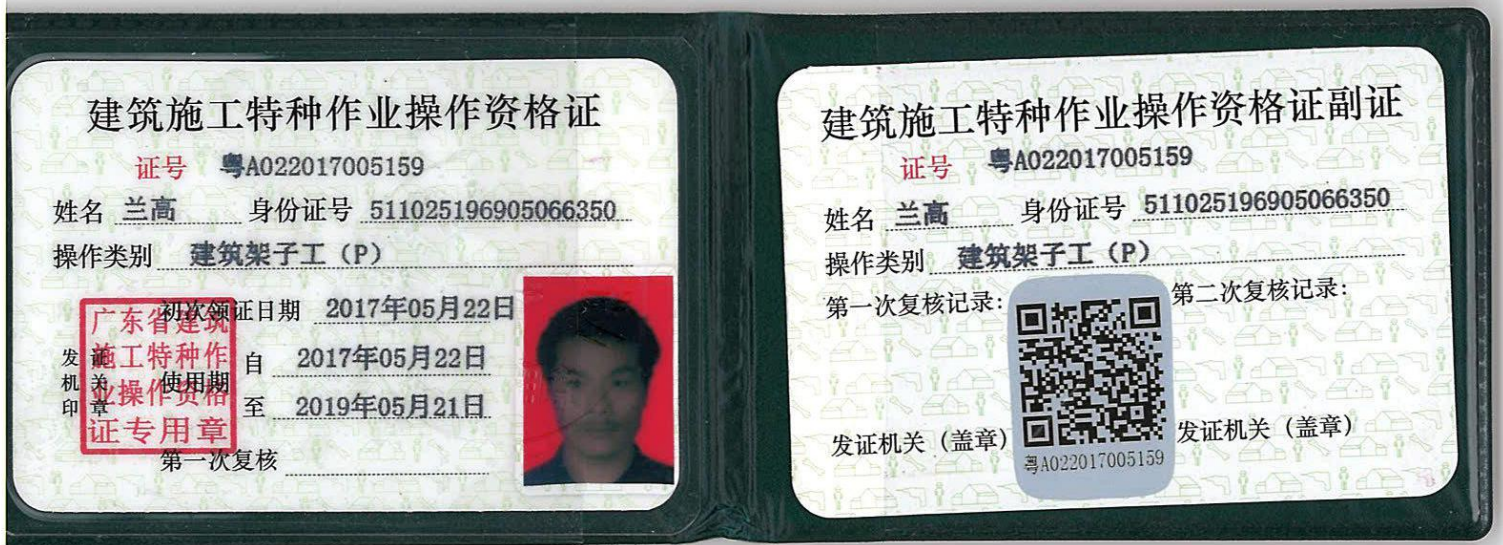 建筑施工特种作业操作资格证
证号 粤A022017005159
姓名 兰高 身份证号 511025196905066350
操作类别 建筑架子工（P）
初次领证日期 2017年05月22日
广东省建筑
施工特种作
业操作资格
证专用章
发证
机关
印章
使用期
自 2017年05月22日
至 2019年05月21日
第一次复核
建筑施工特种作业操作资格证副证
证号 粤A022017005159
姓名 兰高 身份证号 511025196905066350
操作类别 建筑架子工（P）
第一次复核记录： 第二次复核记录：
发证机关（盖章） 发证机关（盖章）
粤A022017005159